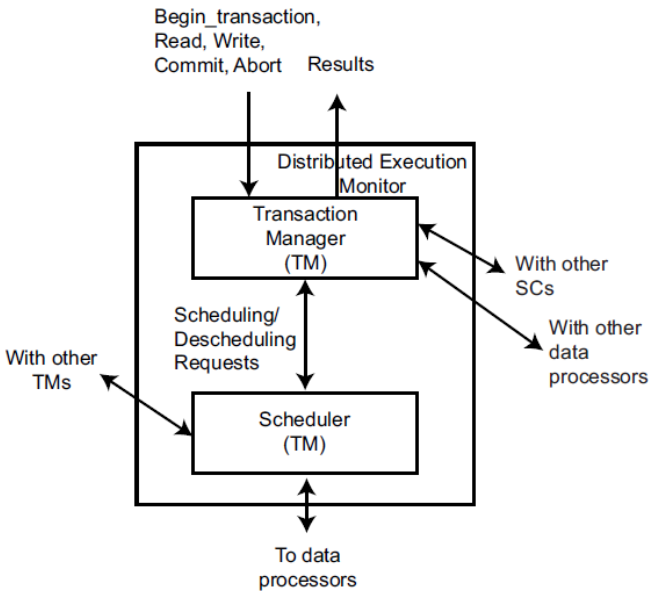 Begin_transaction,
Read, Write,
Commit, Abort
Results
Distributed Execution
Monitor
Transaction
Manager
(TM)
With other
SCs
Scheduling/
Descheduling
Requests
With other
data
processors
With other
TMs
Scheduler
(TM)
To data
processors